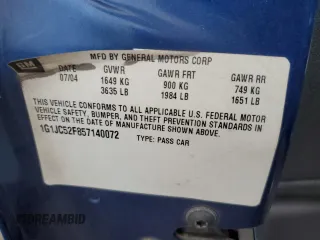 GM
MFD BY GENERAL MOTORS CORP
DATE GVWR GAWR FRT GAWR RR
07/04 1649 KG 900 KG 749 KG
3635 LB 1984 LB 1651 LB
THIS VEHICLE CONFORMS TO ALL APPLICABLE U.S. FEDERAL MOTOR
VEHICLE SAFETY, BUMPER, AND THEFT PREVENTION STANDARDS IN
EFFECT ON THE DATE OF MANUFACTURE SHOWN ABOVE.
1G1JC52F857140072
TYPE: PASS CAR